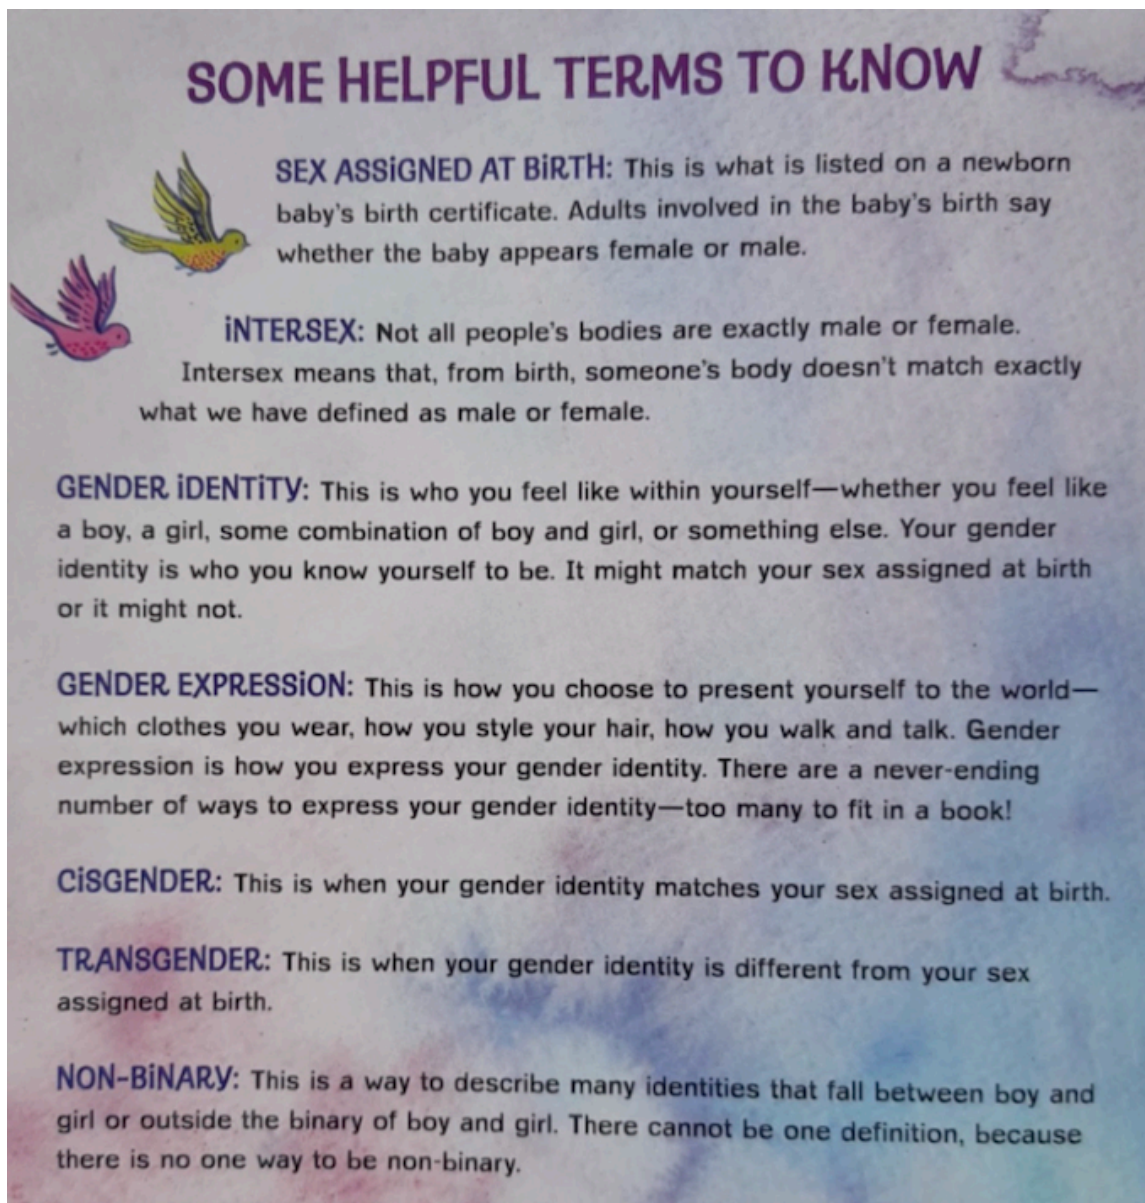 SOME HELPFUL TERMS TO KNOW
SEX ASSIGNED AT BIRTH: This is what is listed on a newborn
baby's birth certificate. Adults involved in the baby's birth say
whether the baby appears female or male.
INTERSEX: Not all people's bodies are exactly male or female.
Intersex means that, from birth, someone's body doesn't match exactly
what we have defined as male or female.
GENDER IDENTITY: This is who you feel like within yourself—whether you feel like
a boy, a girl, some combination of boy and girl, or something else. Your gender
identity is who you know yourself to be. It might match your sex assigned at birth
or it might not.
GENDER EXPRESSION: This is how you choose to present yourself to the world—
which clothes you wear, how you style your hair, how you walk and talk. Gender
expression is how you express your gender identity. There are a never-ending
number of ways to express your gender identity—too many to fit in a book!
CISGENDER: This is when your gender identity matches your sex assigned at birth.
TRANSGENDER: This is when your gender identity is different from your sex
assigned at birth.
NON-BINARY: This is a way to describe many identities that fall between boy and
girl or outside the binary of boy and girl. There cannot be one definition, because
there is no one way to be non-binary.